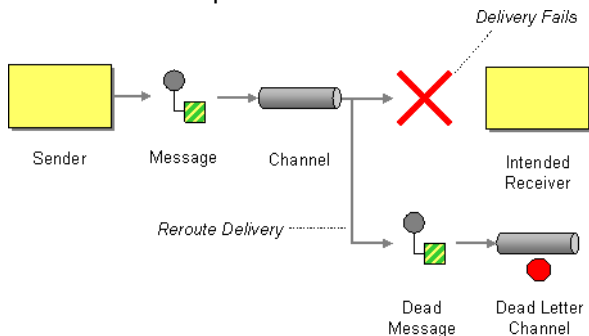 Delivery Fails
Sender
Message
Channel
Intended
Receiver
Reroute Delivery
Dead
Message
Dead Letter
Channel